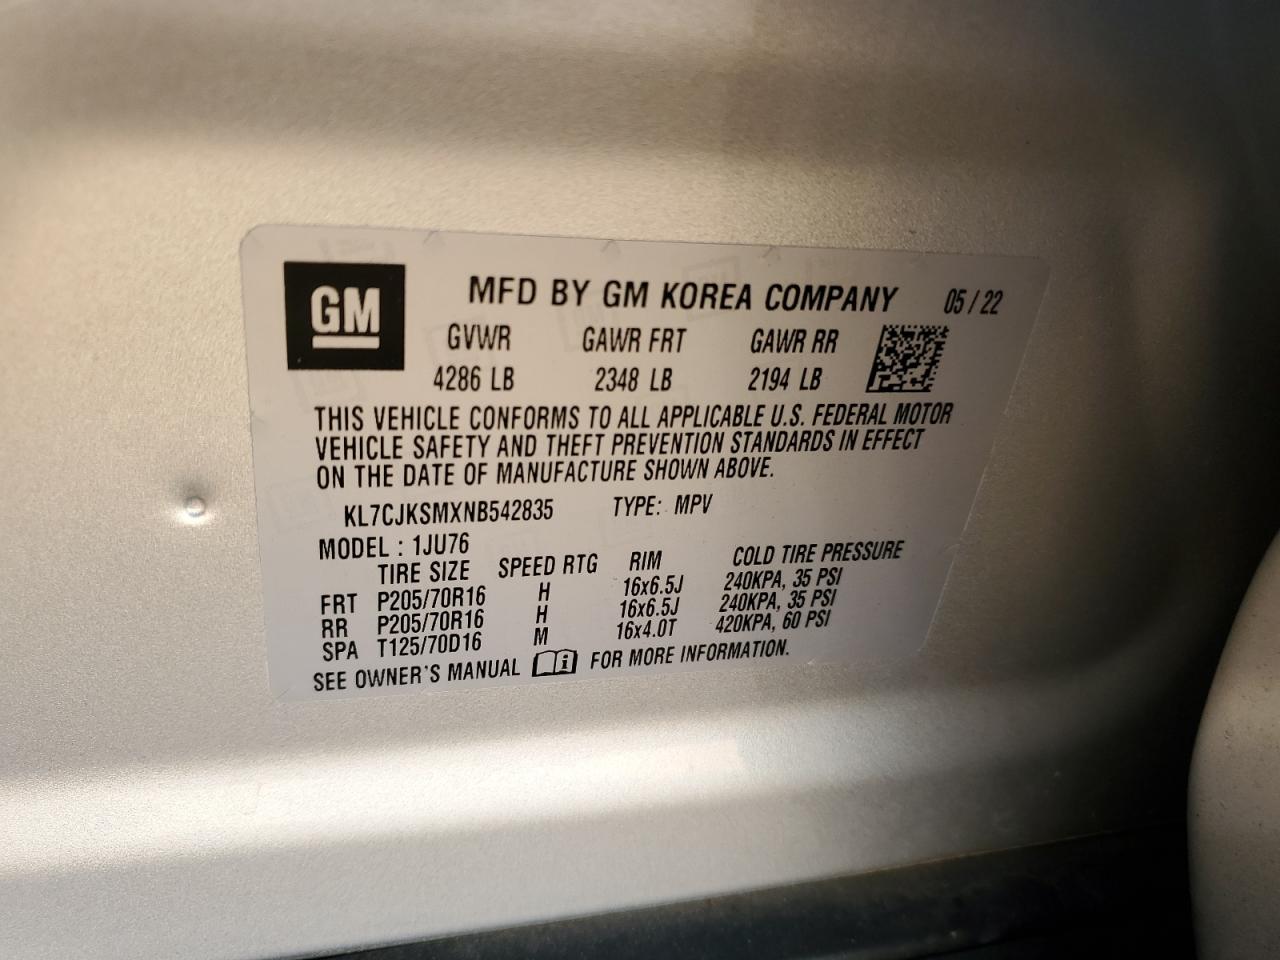 GM
MFD BY GM KOREA COMPANY 05/22
GVWR GAWR FRT GAWR RR
4286 LB 2348 LB 2194 LB
THIS VEHICLE CONFORMS TO ALL APPLICABLE U.S. FEDERAL MOTOR
VEHICLE SAFETY AND THEFT PREVENTION STANDARDS IN EFFECT
ON THE DATE OF MANUFACTURE SHOWN ABOVE.
KL7CJKSMXNB542835 TYPE: MPV
MODEL : 1JU76
TIRE SIZE SPEED RTG RIM COLD TIRE PRESSURE
FRT P205/70R16 H 16x6.5J 240KPA, 35 PSI
RR P205/70R16 H 16x6.5J 240KPA, 35 PSI
SPA T125/70D16 M 16x4.0T 420KPA, 60 PSI
SEE OWNER'S MANUAL i FOR MORE INFORMATION.